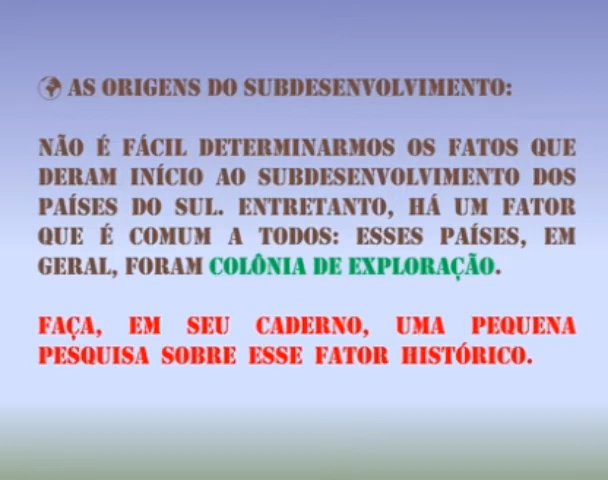 AS ORIGENS DO SUBDESENVOLVIMENTO:
NÃO É FÁCIL DETERMINARMOS OS FATOS QUE
DERAM INÍCIO AO SUBDESENVOLVIMENTO DOS
PAÍSES DO SUL. ENTRETANTO, HÁ UM FATOR
QUE É COMUM A TODOS: ESSES PAÍSES, EM
GERAL, FORAM COLÔNIA DE EXPLORAÇÃO.
FAÇA, EM SEU CADERNO, UMA PEQUENA
PESQUISA SOBRE ESSE FATOR HISTÓRICO.